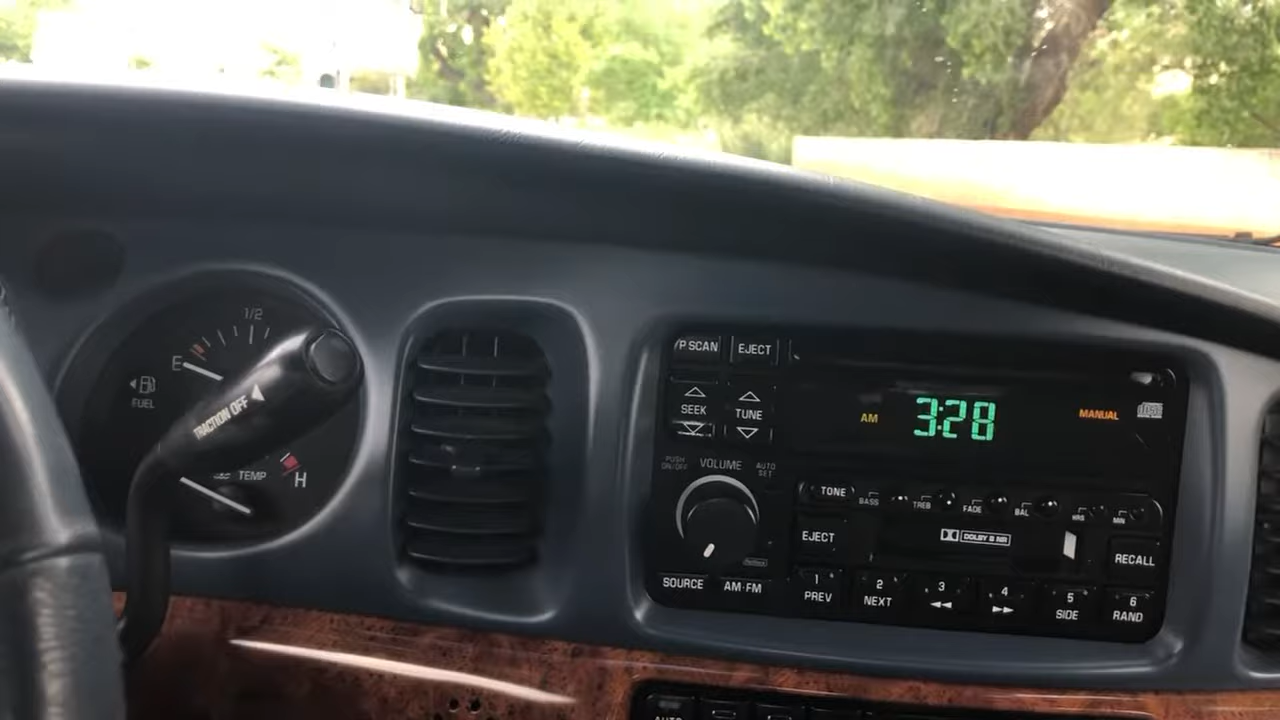 1/2
E
FUEL
TRACTION OFF
TEMP
H
P SCAN
EJECT
SEEK
TUNE
AM
3:28
MANUAL
PUSH ON/OFF
VOLUME
AUTO SET
TONE
BASS
TREB
FADE
BAL
HRS
MIN
EJECT
DOLBY B NR
RECALL
SOURCE
AM·FM
1
PREV
2
NEXT
3
4
5
SIDE
6
RAND
AUTO